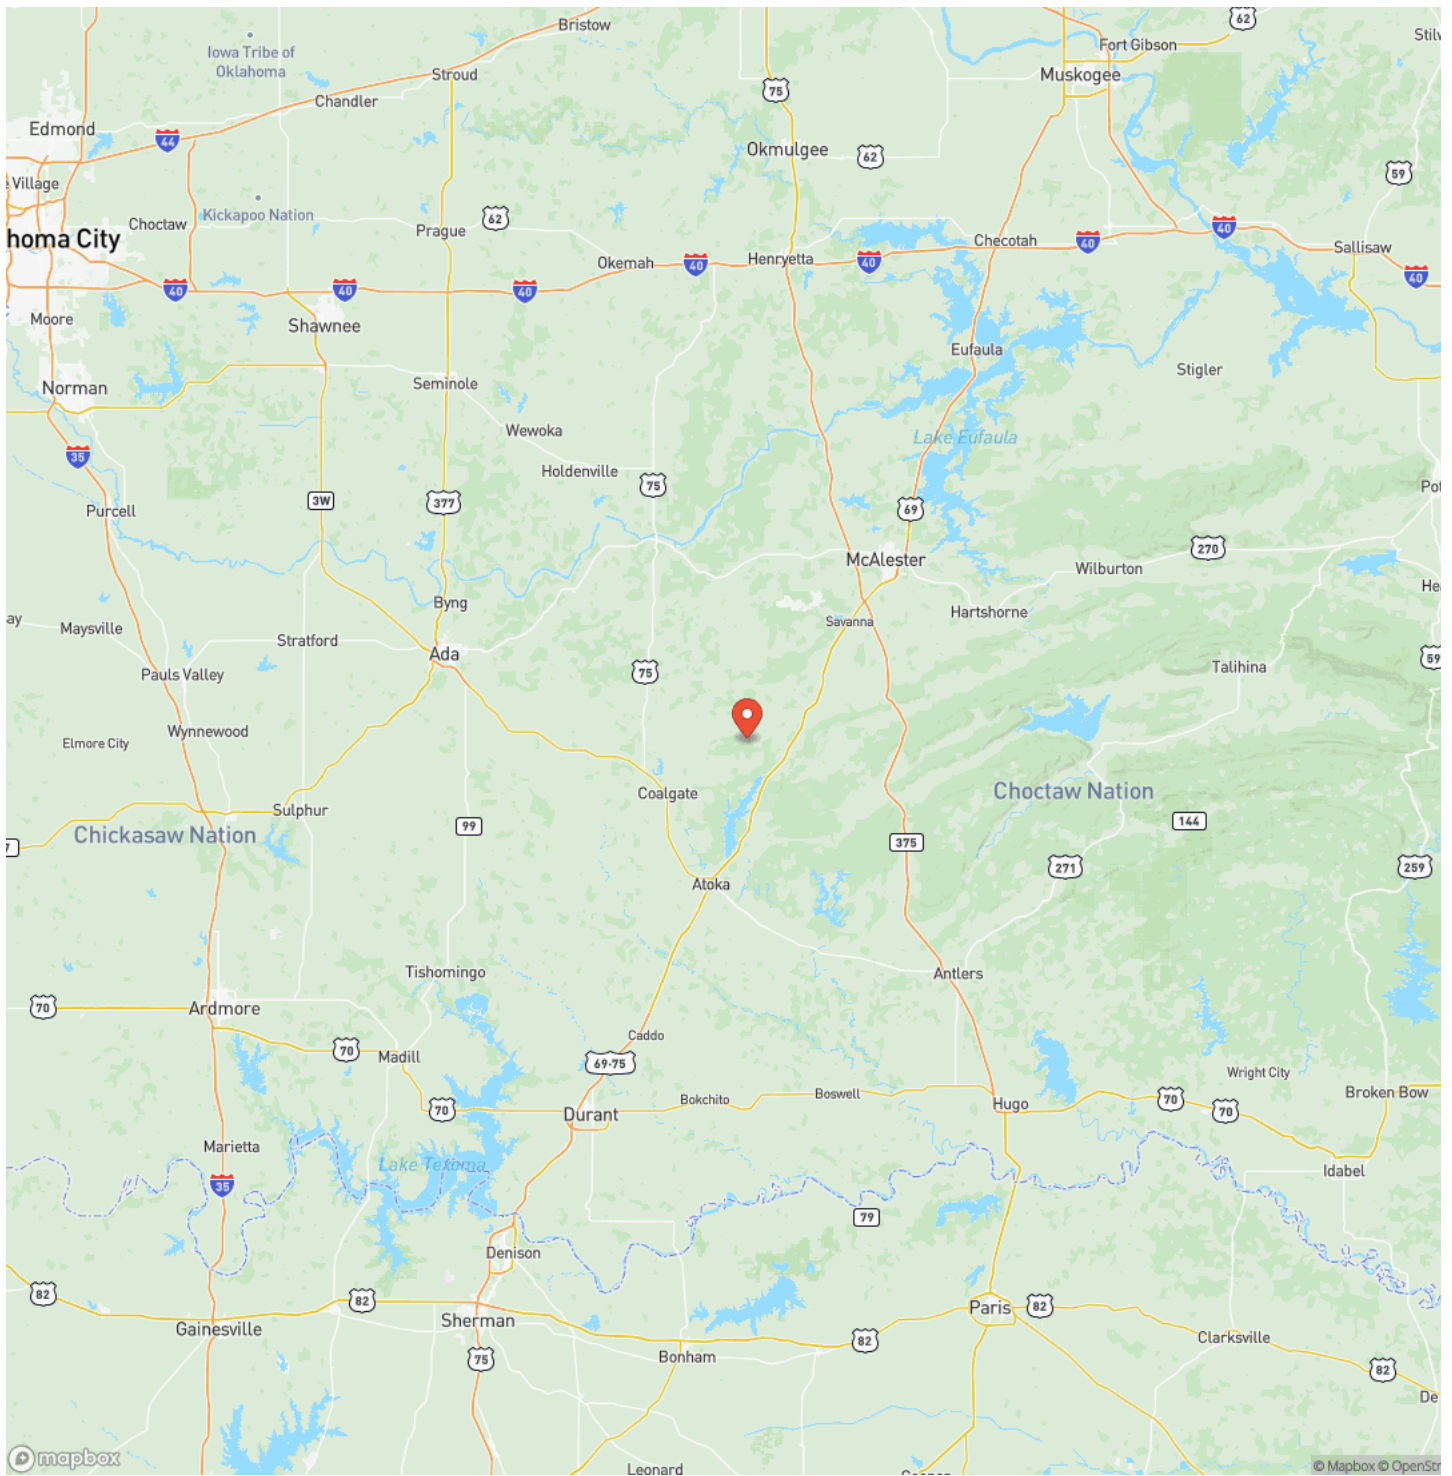 Bristow
62
Fort Gibson
Iowa Tribe of
Oklahoma
Stroud
Muskogee
75
Chandler
Edmond
44
Okmulgee
62
59
e Village
Kickapoo Nation
Choctaw
62
Prague
40
homa City
Checotah
40
Sallisaw
Okemah
40
Henryetta
40
40
40
40
40
Moore
Shawnee
Eufaula
Stigler
Norman
Seminole
Wewoka
Lake Eufaula
35
Holdenville
75
3W
377
69
Purcell
270
McAlester
Wilburton
Byng
Hartshorne
ay
Maysville
Stratford
Savanna
Ada
59
Pauls Valley
75
Talihina
Wynnewood
Elmore City
Coalgate
Choctaw Nation
Sulphur
99
144
Chickasaw Nation
7
375
271
259
Atoka
Tishomingo
Antlers
70
Ardmore
Caddo
70
Madill
69-75
Wright City
Broken Bow
Bokchito
Boswell
70
Durant
Hugo
70
70
Marietta
Lake Texoma
Idabel
35
79
Denison
82
82
Paris
82
Sherman
Gainesville
Clarksville
82
75
Bonham
82
De
mapbox
Leonard
© Mapbox © OpenStr